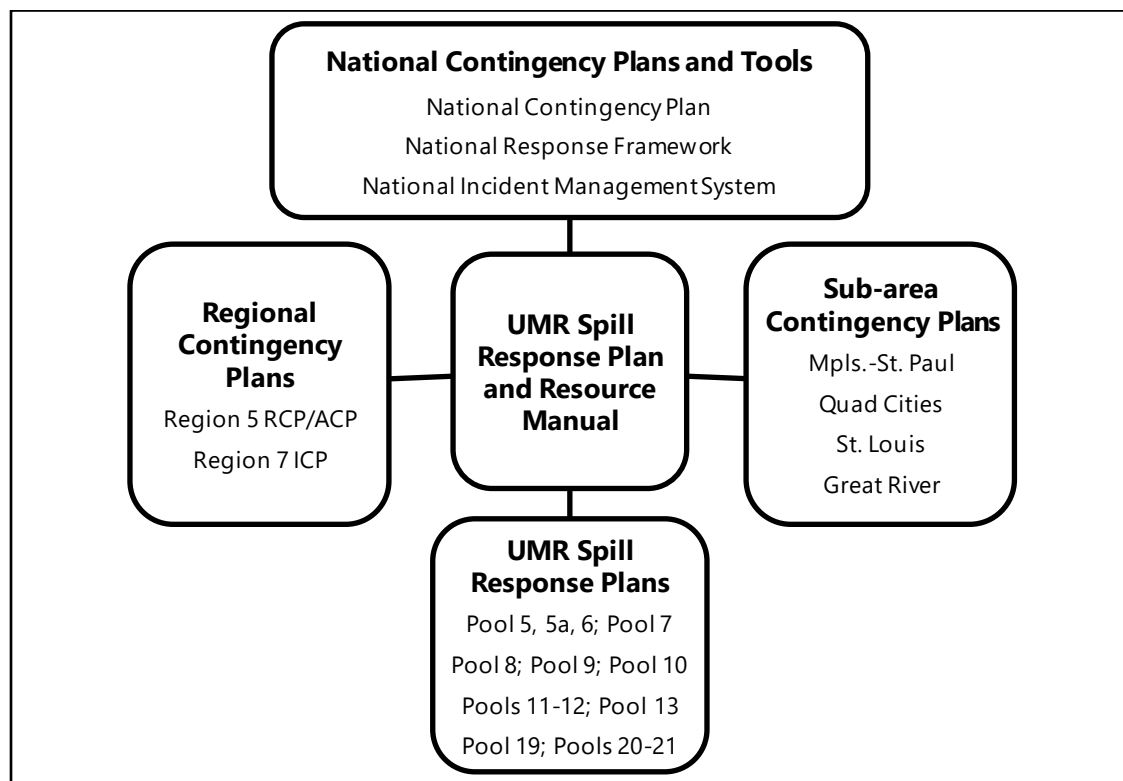 National Contingency Plans and Tools
National Contingency Plan
National Response Framework
National Incident Management System
Regional
Contingency
Plans
Region 5 RCP/ACP
Region 7 ICP
UMR Spill
Response Plan
and Resource
Manual
Sub-area
Contingency Plans
Mpls.-St. Paul
Quad Cities
St. Louis
Great River
UMR Spill
Response Plans
Pool 5, 5a, 6; Pool 7
Pool 8; Pool 9; Pool 10
Pools 11-12; Pool 13
Pool 19; Pools 20-21